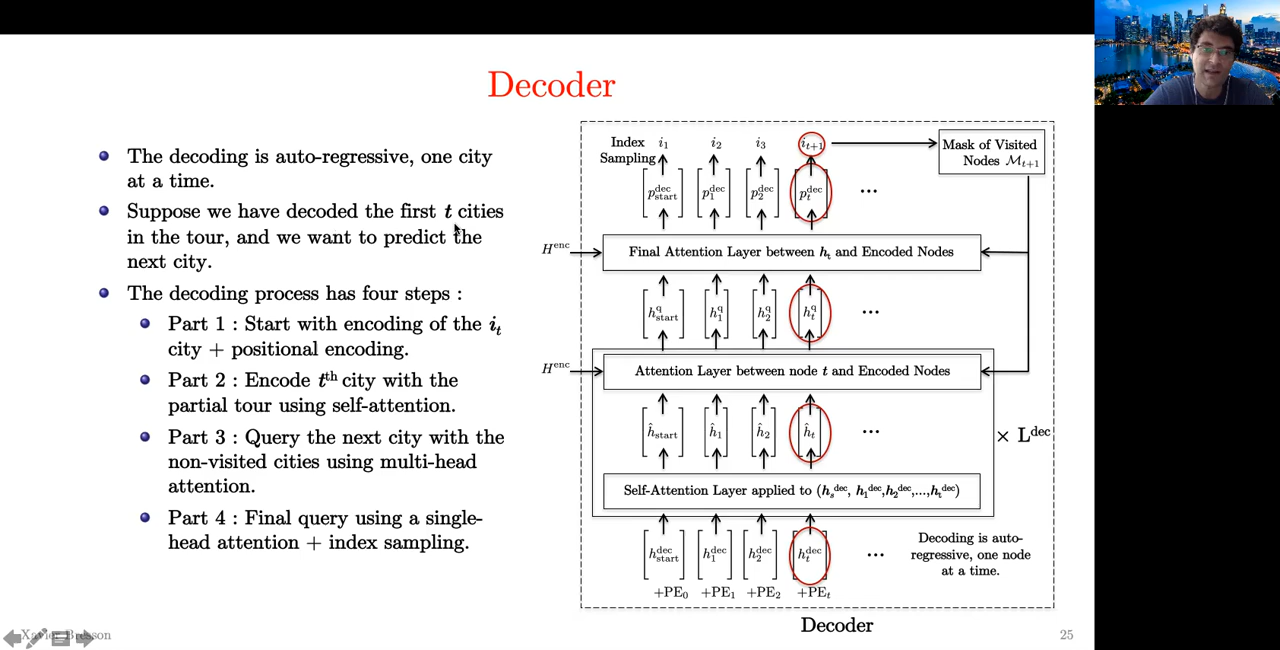 Decoder
The decoding is auto-regressive, one city
at a time.
Suppose we have decoded the first t cities
in the tour, and we want to predict the
next city.
The decoding process has four steps :
Part 1 : Start with encoding of the i_t
city + positional encoding.
Part 2 : Encode t^th city with the
partial tour using self-attention.
Part 3 : Query the next city with the
non-visited cities using multi-head
attention.
Part 4 : Final query using a single-
head attention + index sampling.
Index
Sampling
i_1 i_2 i_3 i_{t+1}
Mask of Visited
Nodes M_{t+1}
p^dec_start p^dec_1 p^dec_2 p^dec_t ...
H^enc
Final Attention Layer between h_t and Encoded Nodes
h^q_start h^q_1 h^q_2 h^q_t ...
H^enc
Attention Layer between node t and Encoded Nodes
ĥ_start ĥ_1 ĥ_2 ĥ_t ...
× L^dec
Self-Attention Layer applied to (h_s^dec, h_1^dec,h_2^dec,...,h_t^dec)
h^dec_start h^dec_1 h^dec_2 h^dec_t ...
+PE_0 +PE_1 +PE_2 +PE_t
Decoding is auto-
regressive, one node
at a time.
Decoder
Xavier Bresson
25